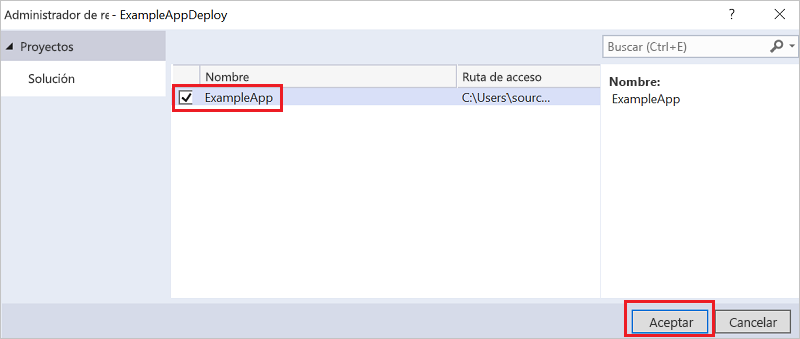 Administrador de re - ExampleAppDeploy
?
Proyectos
Buscar (Ctrl+E)
Solución
Nombre
Ruta de acceso
ExampleApp
C:\Users\sourc...
Nombre:
ExampleApp
Aceptar
Cancelar